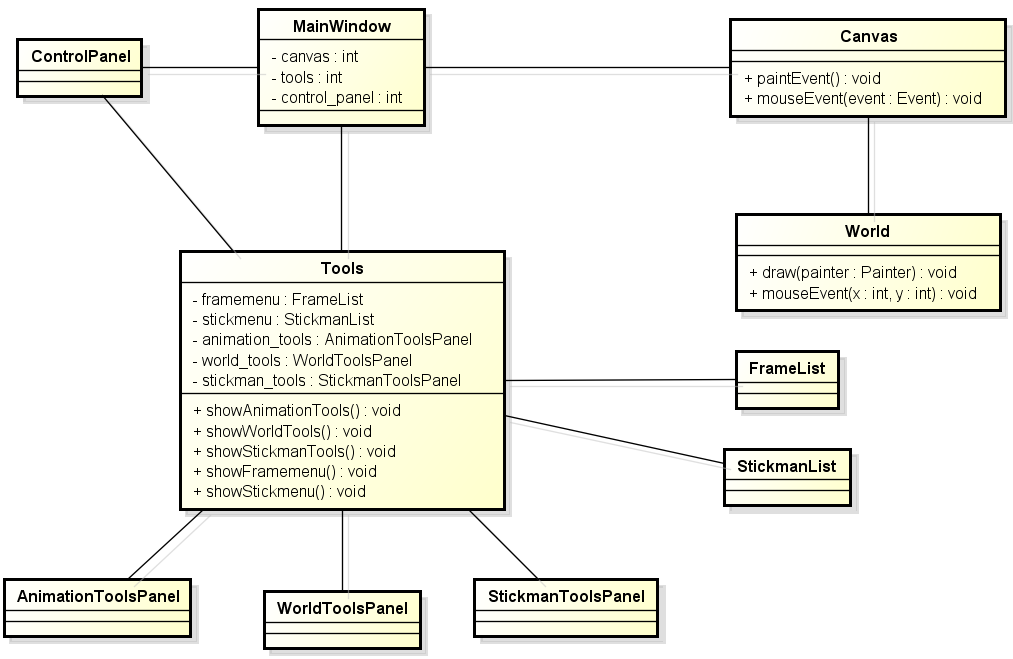 ControlPanel
MainWindow
- canvas : int
- tools : int
- control_panel : int
Canvas
+ paintEvent() : void
+ mouseEvent(event : Event) : void
World
+ draw(painter : Painter) : void
+ mouseEvent(x : int, y : int) : void
Tools
- framemenu : FrameList
- stickmenu : StickmanList
- animation_tools : AnimationToolsPanel
- world_tools : WorldToolsPanel
- stickman_tools : StickmanToolsPanel
+ showAnimationTools() : void
+ showWorldTools() : void
+ showStickmanTools() : void
+ showFramemenu() : void
+ showStickmenu() : void
FrameList
StickmanList
AnimationToolsPanel
WorldToolsPanel
StickmanToolsPanel